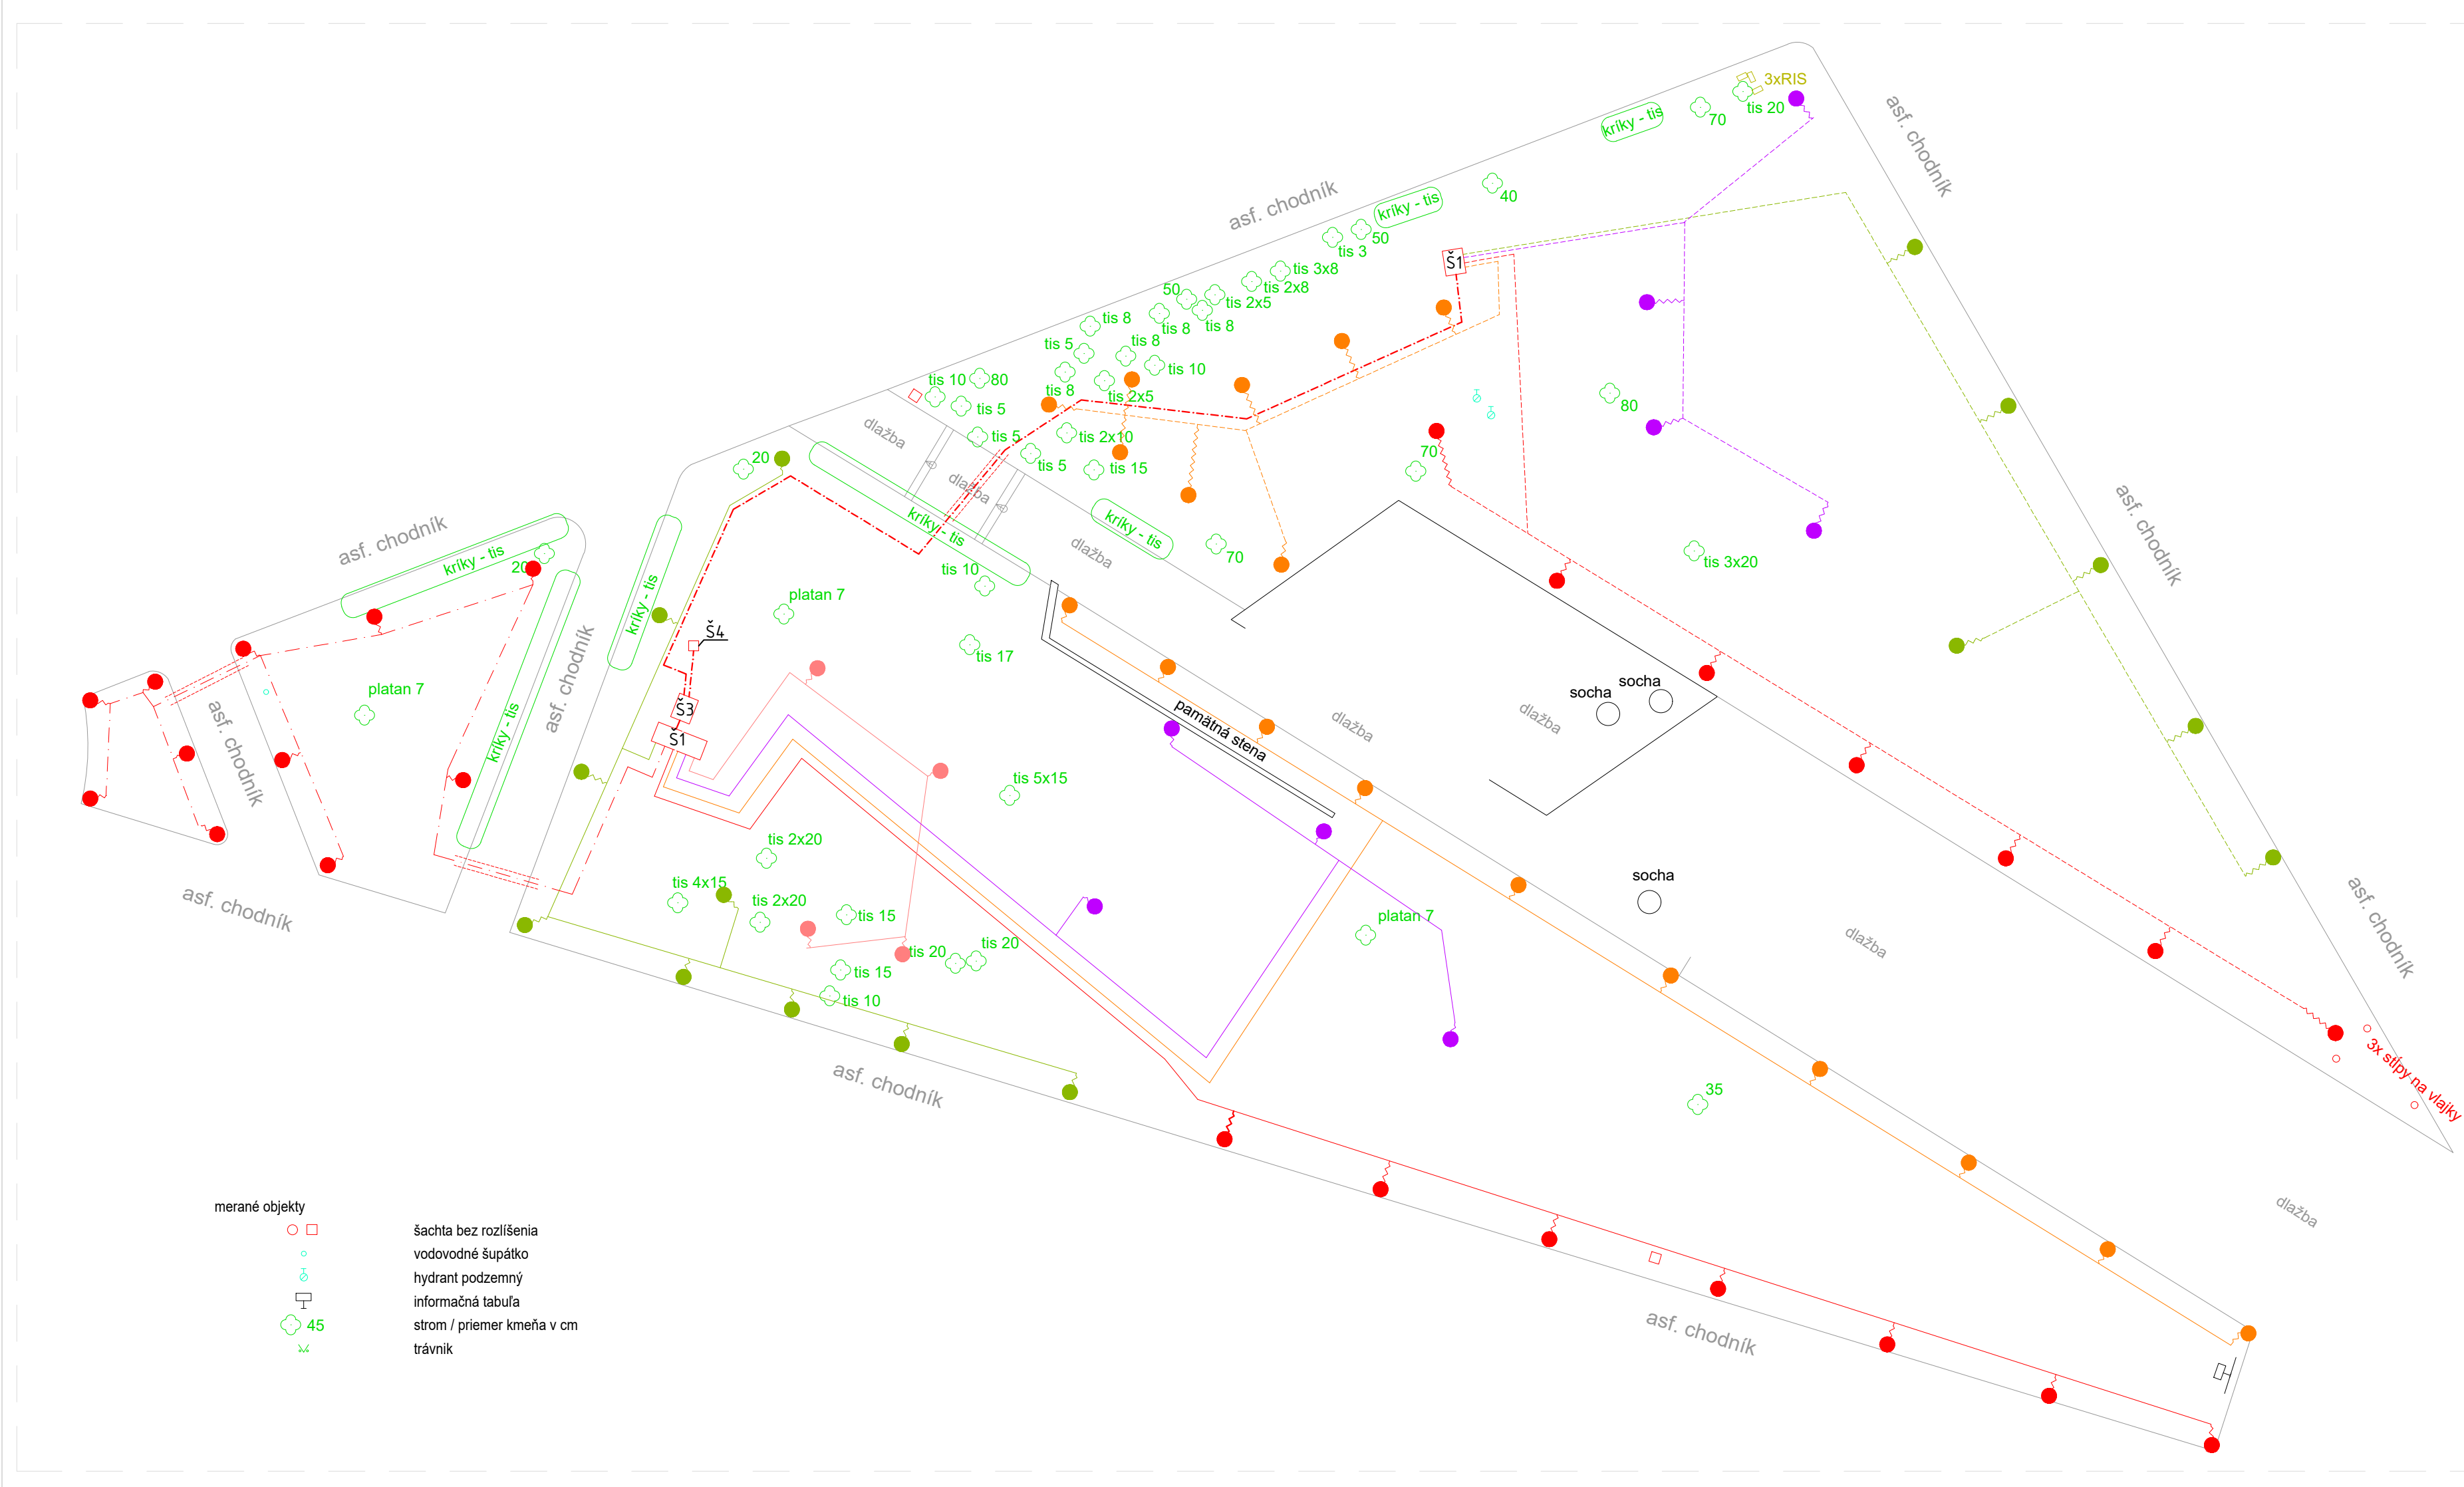 3xRIS
tis 20
70
kríky - tis
asf. chodník
40
kríky - tis
asf. chodník
50
tis 3
tis 3x8
tis 2x8
50
tis 2x5
tis 8
tis 8
tis 8
tis 8
tis 5
tis 10
tis 8
tis 2x5
tis 10
80
tis 5
tis 5
tis 2x10
tis 5
tis 15
Š1
80
70
tis 3x20
asf. chodník
dlažba
dlažba
dlažba
kríky - tis
kríky - tis
70
20
tis 10
platan 7
tis 17
kríky - tis
asf. chodník
kríky - tis
20
platan 7
asf. chodník
kríky - tis
asf. chodník
asf. chodník
Š4
Š3
Š1
pamätná stena
dlažba
dlažba
socha
socha
socha
tis 5x15
tis 2x20
tis 4x15
tis 2x20
tis 15
tis 20
tis 20
tis 15
tis 10
platan 7
dlažba
asf. chodník
35
3x stĺpy na vlajky
asf. chodník
dlažba
asf. chodník
merané objekty
šachta bez rozlíšenia
vodovodné šupátko
hydrant podzemný
informačná tabuľa
45 strom / priemer kmeňa v cm
trávnik